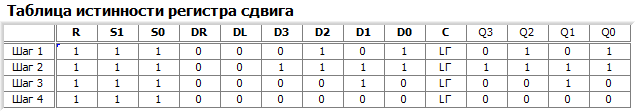 Таблица истинности регистра сдвига
R S1 S0 DR DL D3 D2 D1 D0 C Q3 Q2 Q1 Q0
Шаг 1 1 1 1 0 0 0 1 0 1 ﺎГ 0 1 0 1
Шаг 2 1 1 1 0 0 1 1 1 1 ﺎГ 1 1 1 1
Шаг 3 1 1 1 0 0 0 0 1 0 ﺎГ 0 0 1 0
Шаг 4 1 1 1 0 0 0 0 0 0 ﺎГ 0 0 0 0